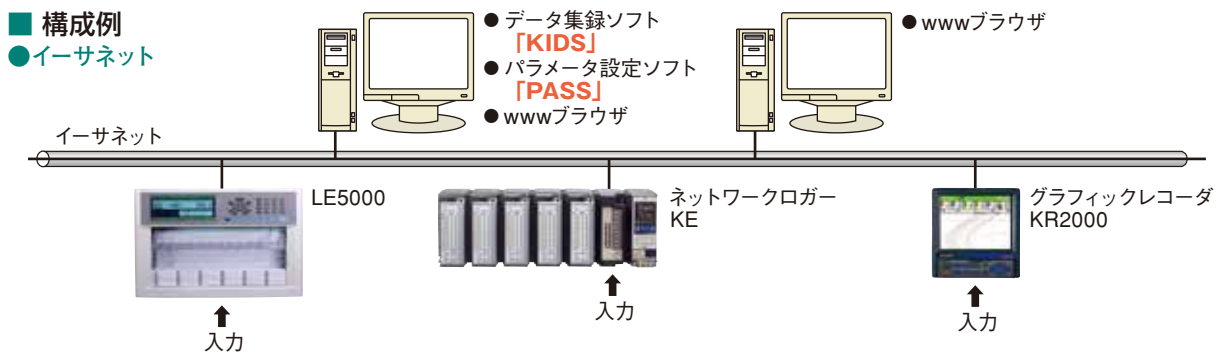 ■ 構成例
●イーサネット
● データ集録ソフト
「KIDS」
● パラメータ設定ソフト
「PASS」
● wwwブラウザ
● wwwブラウザ
イーサネット
LE5000
入力
ネットワークロガー
KE
入力
グラフィックレコーダ
KR2000
入力